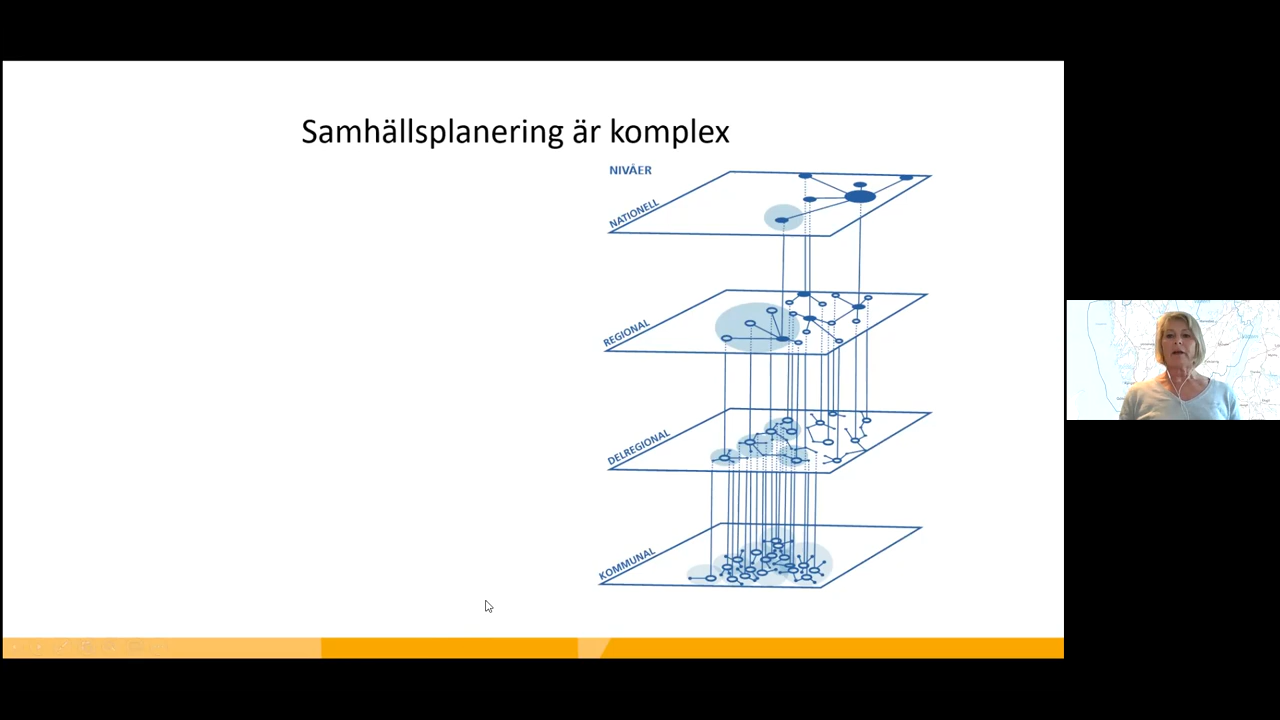 Samhällsplanering är komplex
NIVÅER
NATIONELL
REGIONAL
DELREGIONAL
KOMMUNAL